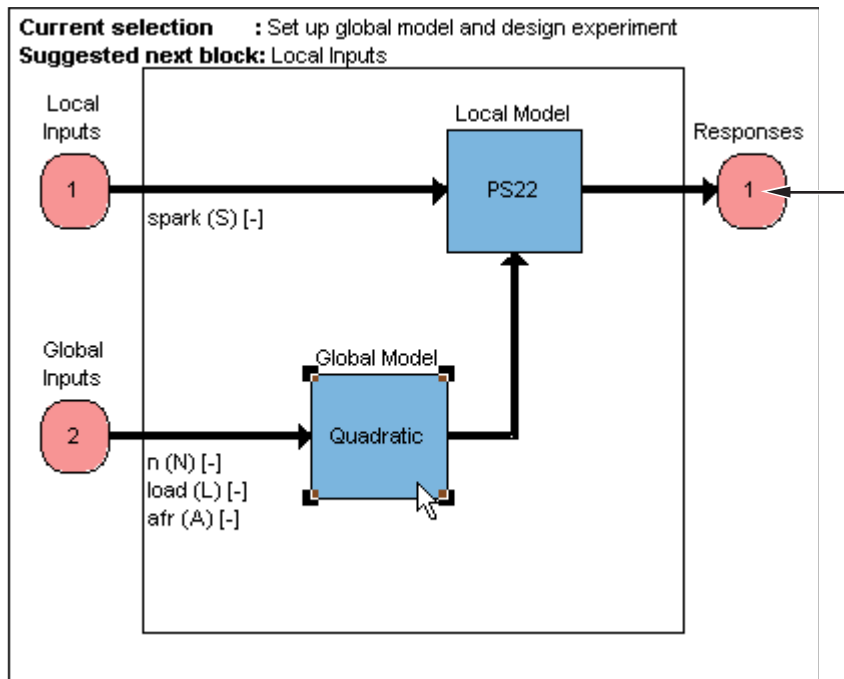 Current selection : Set up global model and design experiment
Suggested next block: Local Inputs
Local
Inputs
1
spark (S) [-]
Local Model
PS22
Responses
1
Global
Inputs
2
n (N) [-]
load (L) [-]
afr (A) [-]
Global Model
Quadratic